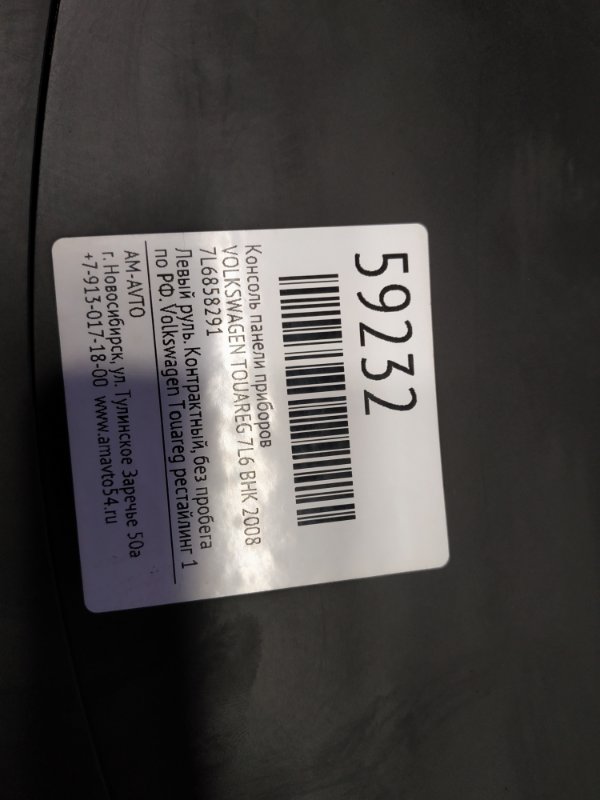 59232
Консоль панели приборов
VOLKSWAGEN TOUAREG 7L6 BHK 2008
7L6858291
Левый руль. Контрактный, без пробега
по РФ. Volkswagen Touareg рестайлинг 1
AM-AVTO
г. Новосибирск, ул. Тулинское Заречье 50а
+7-913-017-18-00 www.amavto54.ru